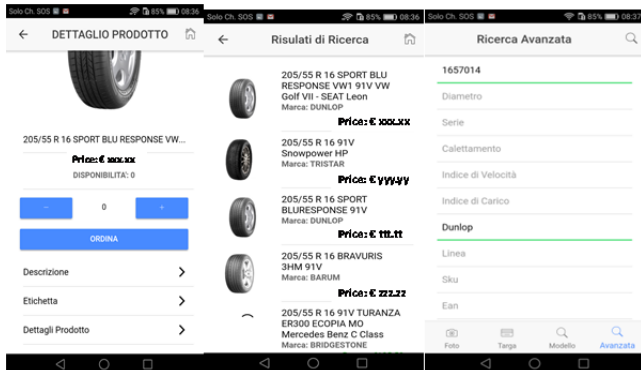 Solo Ch. SOS 85% 08:36
DETTAGLIO PRODOTTO
205/55 R 16 SPORT BLU RESPONSE VW...
Price: € xxx.xx
DISPONIBILITA': 0
- 0 +
ORDINA
Descrizione
Etichetta
Dettagli Prodotto
Solo Ch. SOS 85% 08:36
Risulati di Ricerca
205/55 R 16 SPORT BLU
RESPONSE VW1 91V VW
Golf VII - SEAT Leon
Marca: DUNLOP
Price: € xxx.xx
205/55 R 16 91V
Snowpower HP
Marca: TRISTAR
Price: € yyy.yy
205/55 R 16 SPORT
BLURESPONSE 91V
Marca: DUNLOP
Price: € ttt.tt
205/55 R 16 BRAVURIS
3HM 91V
Marca: BARUM
Price: € zzz.zz
205/55 R 16 91V TURANZA
ER300 ECOPIA MO
Mercedes Benz C Class
Marca: BRIDGESTONE
Solo Ch. SOS 85% 08:37
Ricerca Avanzata
1657014
Diametro
Serie
Calettamento
Indice di Velocità
Indice di Carico
Dunlop
Linea
Sku
Ean
Foto Targa Modello Avanzata